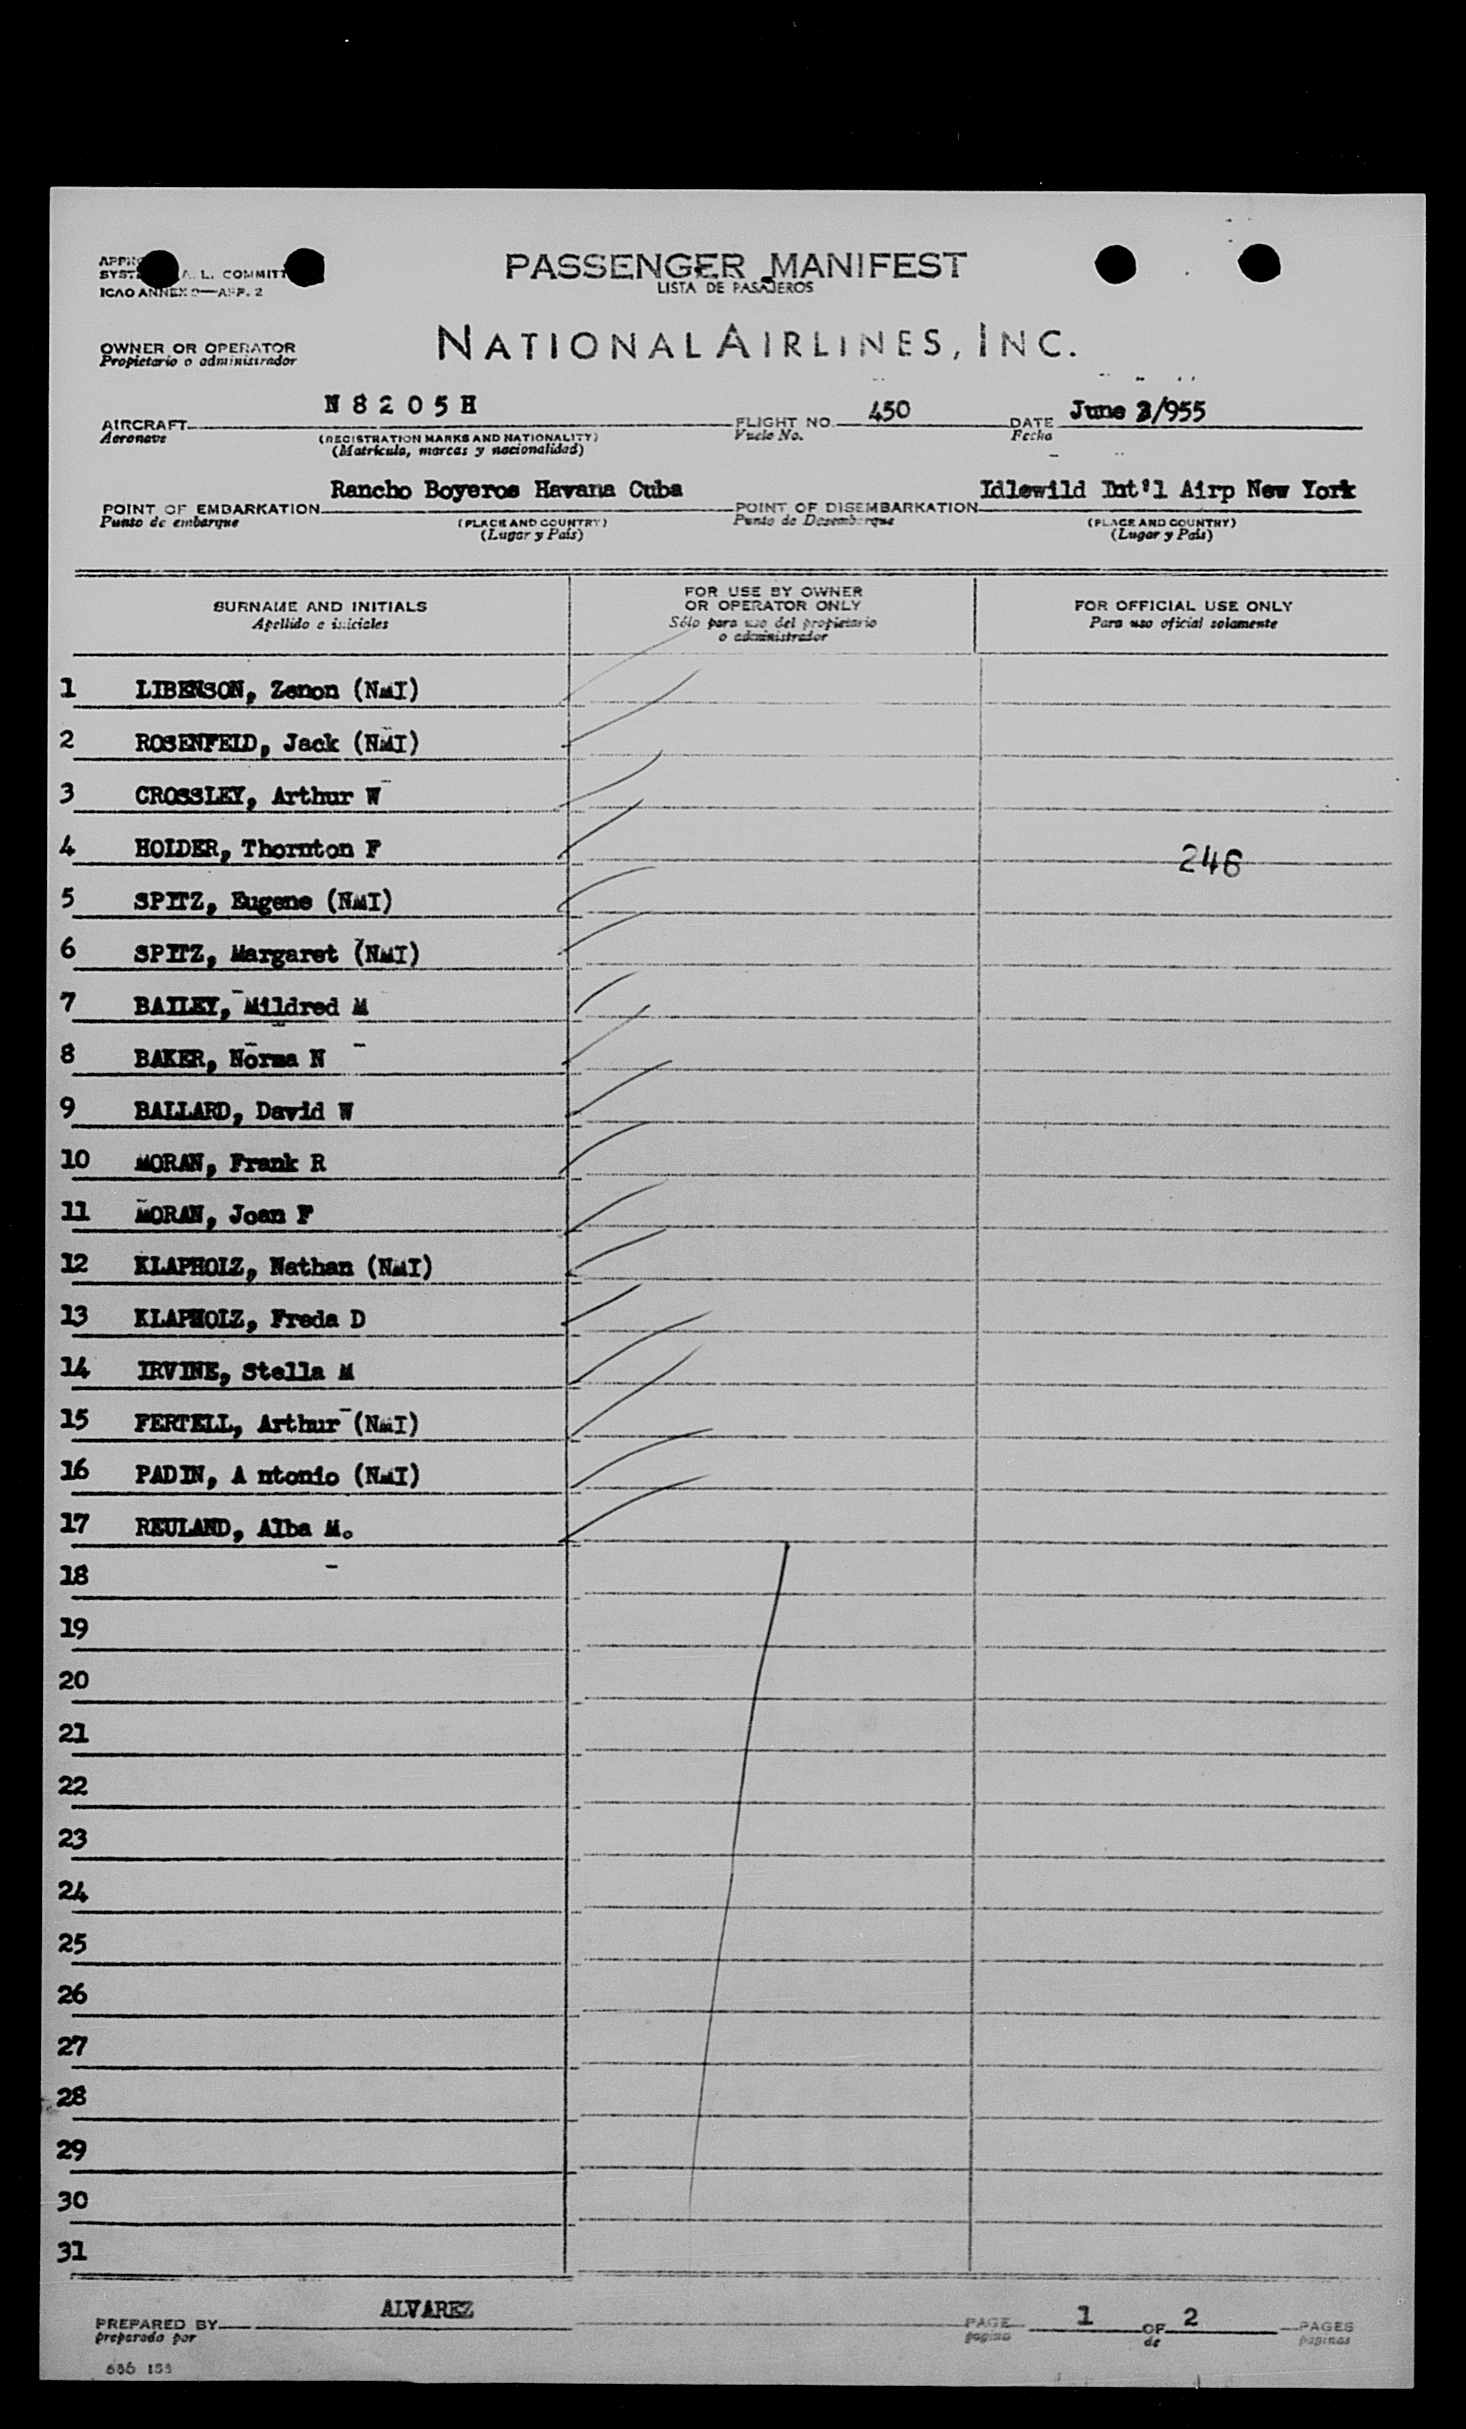 PASSENGER MANIFEST
LISTA DE PASAJEROS
A. L. COMMITT
ICAO ANNEX 9—APP. 2
OWNER OR OPERATOR
Propietario o administrador
NATIONAL AIRLINES, INC.
AIRCRAFT N 8 2 0 5 H
Aeronave
(REGISTRATION MARKS AND NATIONALITY)
(Matrícula, marcas y nacionalidad)
FLIGHT NO. 450
Vuelo No.
DATE June /955
Fecha
POINT OF EMBARKATION Rancho Boyeros Havana Cuba
Punto de embarque
(PLACE AND COUNTRY)
(Lugar y País)
POINT OF DISEMBARKATION Idlewild Int'l Airp New York
Punto de Desembarque
(PLACE AND COUNTRY)
(Lugar y País)
SURNAME AND INITIALS
Apellido e iniciales
FOR USE BY OWNER
OR OPERATOR ONLY
Sólo para uso del propietario
o administrador
FOR OFFICIAL USE ONLY
Para uso oficial solamente
1 LIBENSON, Zenon (NMI)
2 ROSENFELD, Jack (NMI)
3 CROSSLEY, Arthur W
4 HOLDER, Thornton F 246
5 SPITZ, Eugene (NMI)
6 SPITZ, Margaret (NMI)
7 BAILEY, Mildred M
8 BAKER, Norma N
9 BALLARD, David W
10 MORAN, Frank R
11 MORAN, Joan F
12 KLAPHOLZ, Nathan (NMI)
13 KLAPHOLZ, Freda D
14 IRVINE, Stella M
15 FERTELL, Arthur (NMI)
16 PADIN, A ntonio (NMI)
17 REULAND, Alba M.
18
19
20
21
22
23
24
25
26
27
28
29
30
31
PREPARED BY ALVAREZ
preparado por
PAGE 1 OF 2 PAGES
pagina de paginas